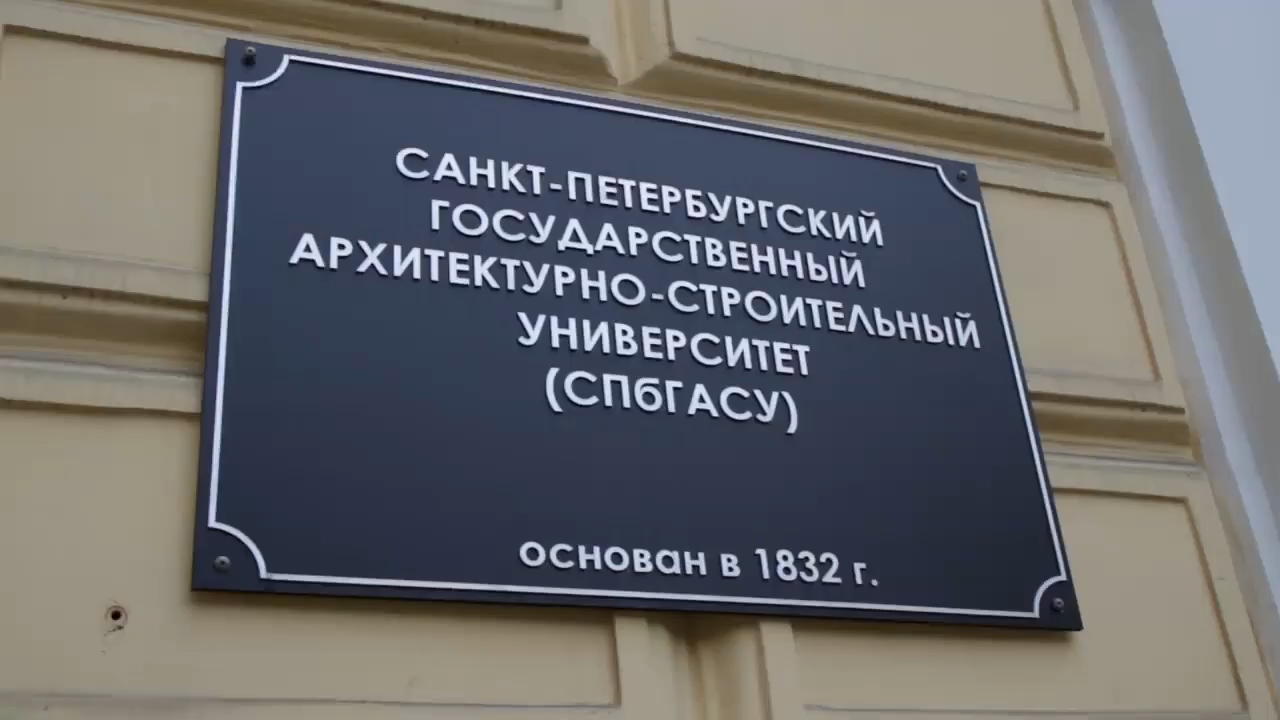 САНКТ-ПЕТЕРБУРГСКИЙ
ГОСУДАРСТВЕННЫЙ
АРХИТЕКТУРНО-СТРОИТЕЛЬНЫЙ
УНИВЕРСИТЕТ
(СПбГАСУ)
основан в 1832 г.